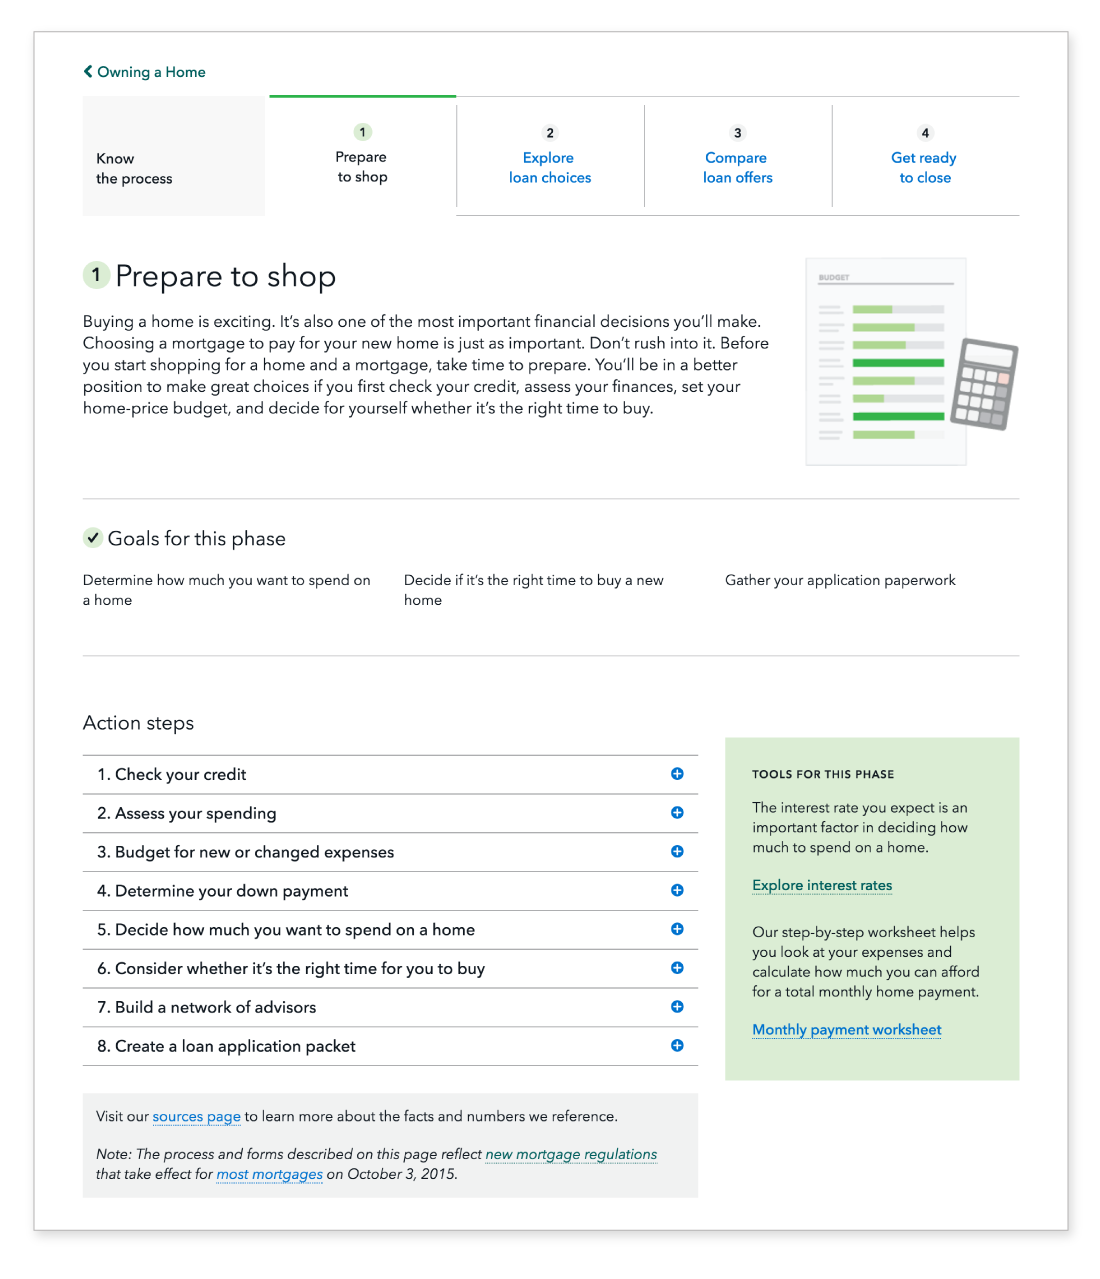 Owning a Home
Know
the process
1
Prepare
to shop
2
Explore
loan choices
3
Compare
loan offers
4
Get ready
to close
1 Prepare to shop
Buying a home is exciting. It’s also one of the most important financial decisions you’ll make.
Choosing a mortgage to pay for your new home is just as important. Don’t rush into it. Before
you start shopping for a home and a mortgage, take time to prepare. You’ll be in a better
position to make great choices if you first check your credit, assess your finances, set your
home-price budget, and decide for yourself whether it’s the right time to buy.
BUDGET
Goals for this phase
Determine how much you want to spend on
a home
Decide if it’s the right time to buy a new
home
Gather your application paperwork
Action steps
1. Check your credit
2. Assess your spending
3. Budget for new or changed expenses
4. Determine your down payment
5. Decide how much you want to spend on a home
6. Consider whether it’s the right time for you to buy
7. Build a network of advisors
8. Create a loan application packet
TOOLS FOR THIS PHASE
The interest rate you expect is an
important factor in deciding how
much to spend on a home.
Explore interest rates
Our step-by-step worksheet helps
you look at your expenses and
calculate how much you can afford
for a total monthly home payment.
Monthly payment worksheet
Visit our sources page to learn more about the facts and numbers we reference.
Note: The process and forms described on this page reflect new mortgage regulations
that take effect for most mortgages on October 3, 2015.